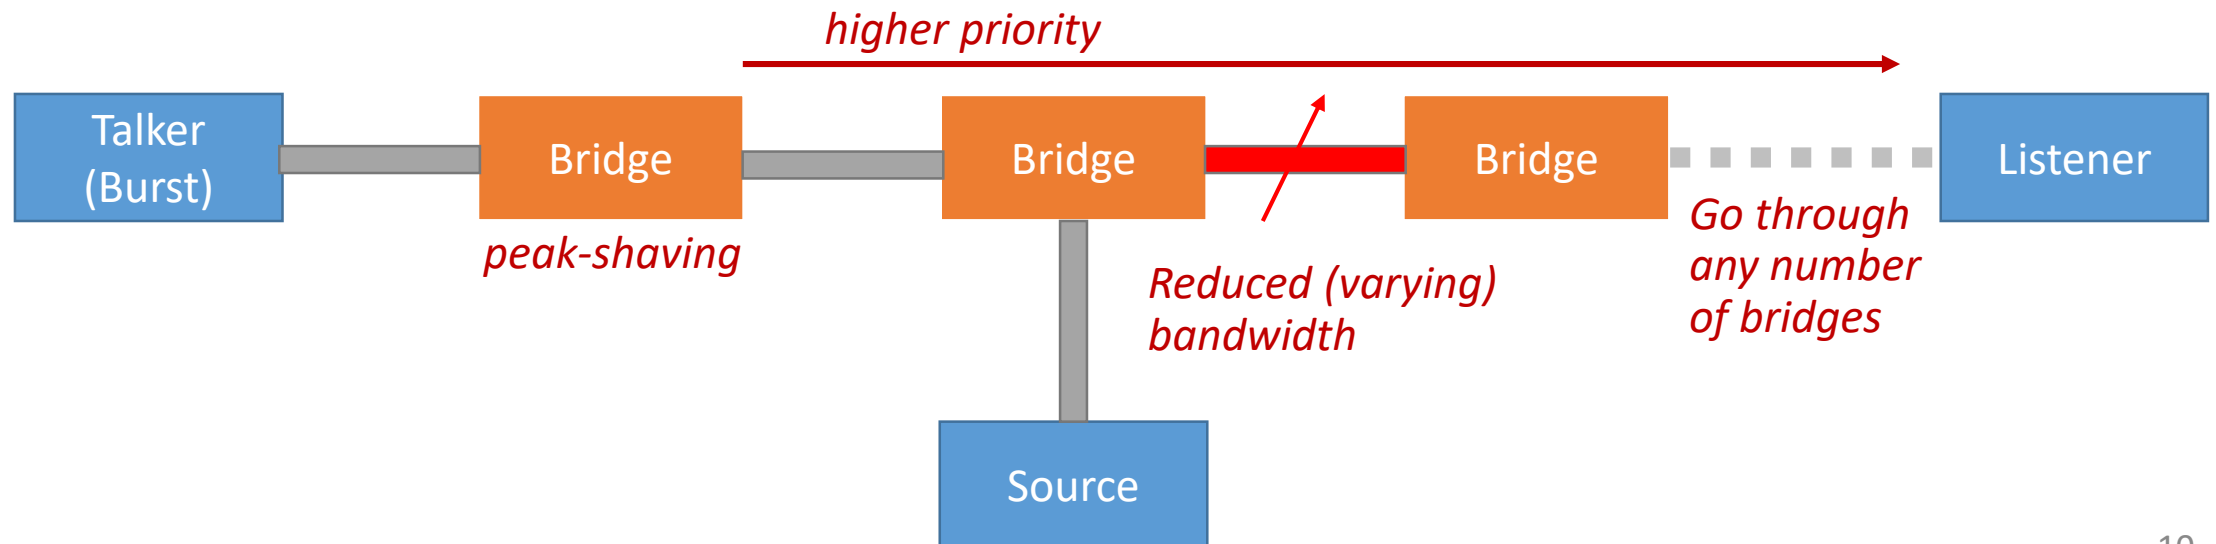 higher priority
Talker
(Burst)
Bridge
Bridge
Bridge
Listener
peak-shaving
Go through
any number
of bridges
Reduced (varying)
bandwidth
Source
10